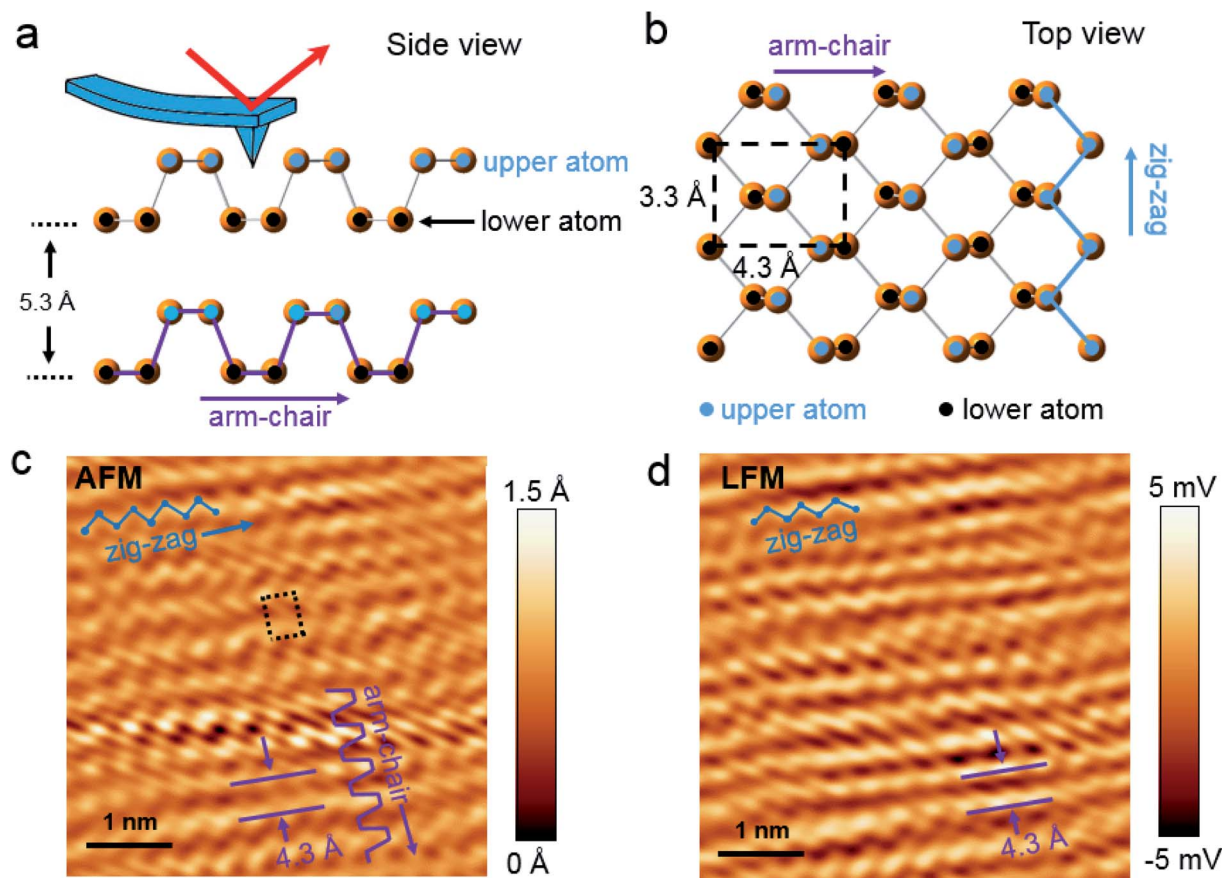 a
Side view
upper atom
lower atom
5.3 Å
arm-chair
b
arm-chair
Top view
zig-zag
3.3 Å
4.3 Å
upper atom
lower atom
c
AFM
zig-zag
arm-chair
4.3 Å
1 nm
1.5 Å
0 Å
d
LFM
zig-zag
4.3 Å
1 nm
5 mV
-5 mV